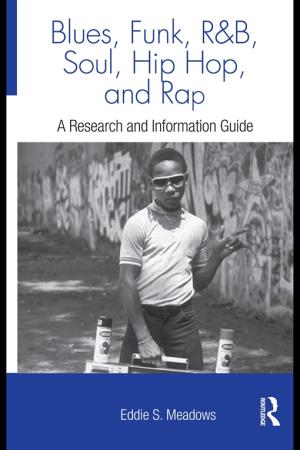 Blues, Funk, R&B,
Soul, Hip Hop,
and Rap
A Research and Information Guide
Eddie S. Meadows
ROUTLEDGE